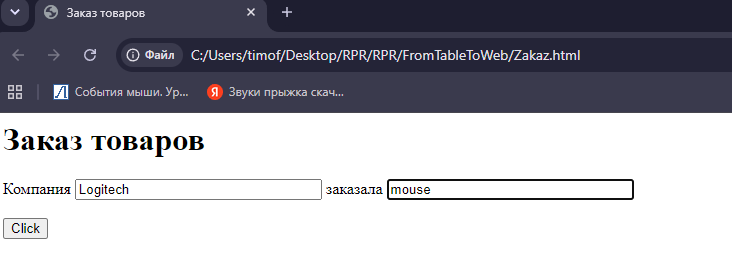 Заказ товаров
Файл C:/Users/timof/Desktop/RPR/RPR/FromTableToWeb/Zakaz.html
События мыши. Ур... Звуки прыжка скач...
Заказ товаров
Компания Logitech заказала mouse
Click